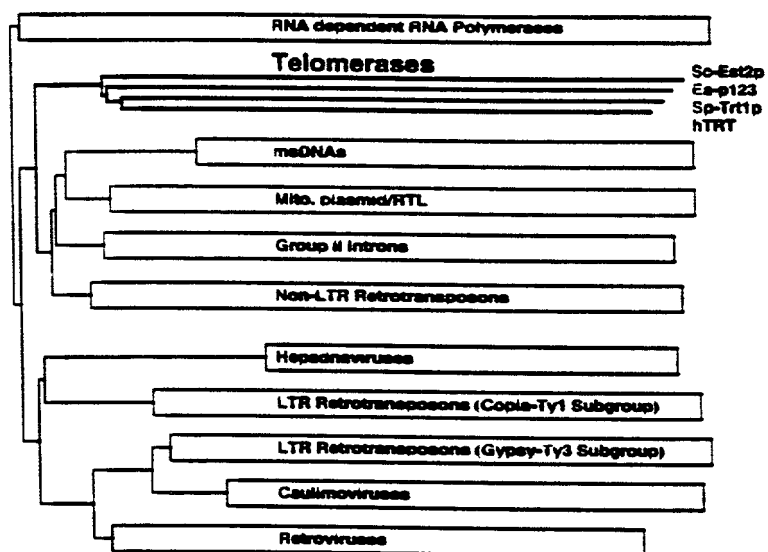 RNA dependent RNA Polymerases
Telomerases
Sc-Est2p
Ea-p123
Sp-Trt1p
hTRT
msDNAs
Mito. plasmid/RTL
Group II Introns
Non-LTR Retrotransposons
Hepadnaviruses
LTR Retrotransposons (Copia-Ty1 Subgroup)
LTR Retrotransposons (Gypsy-Ty3 Subgroup)
Caulimoviruses
Retroviruses